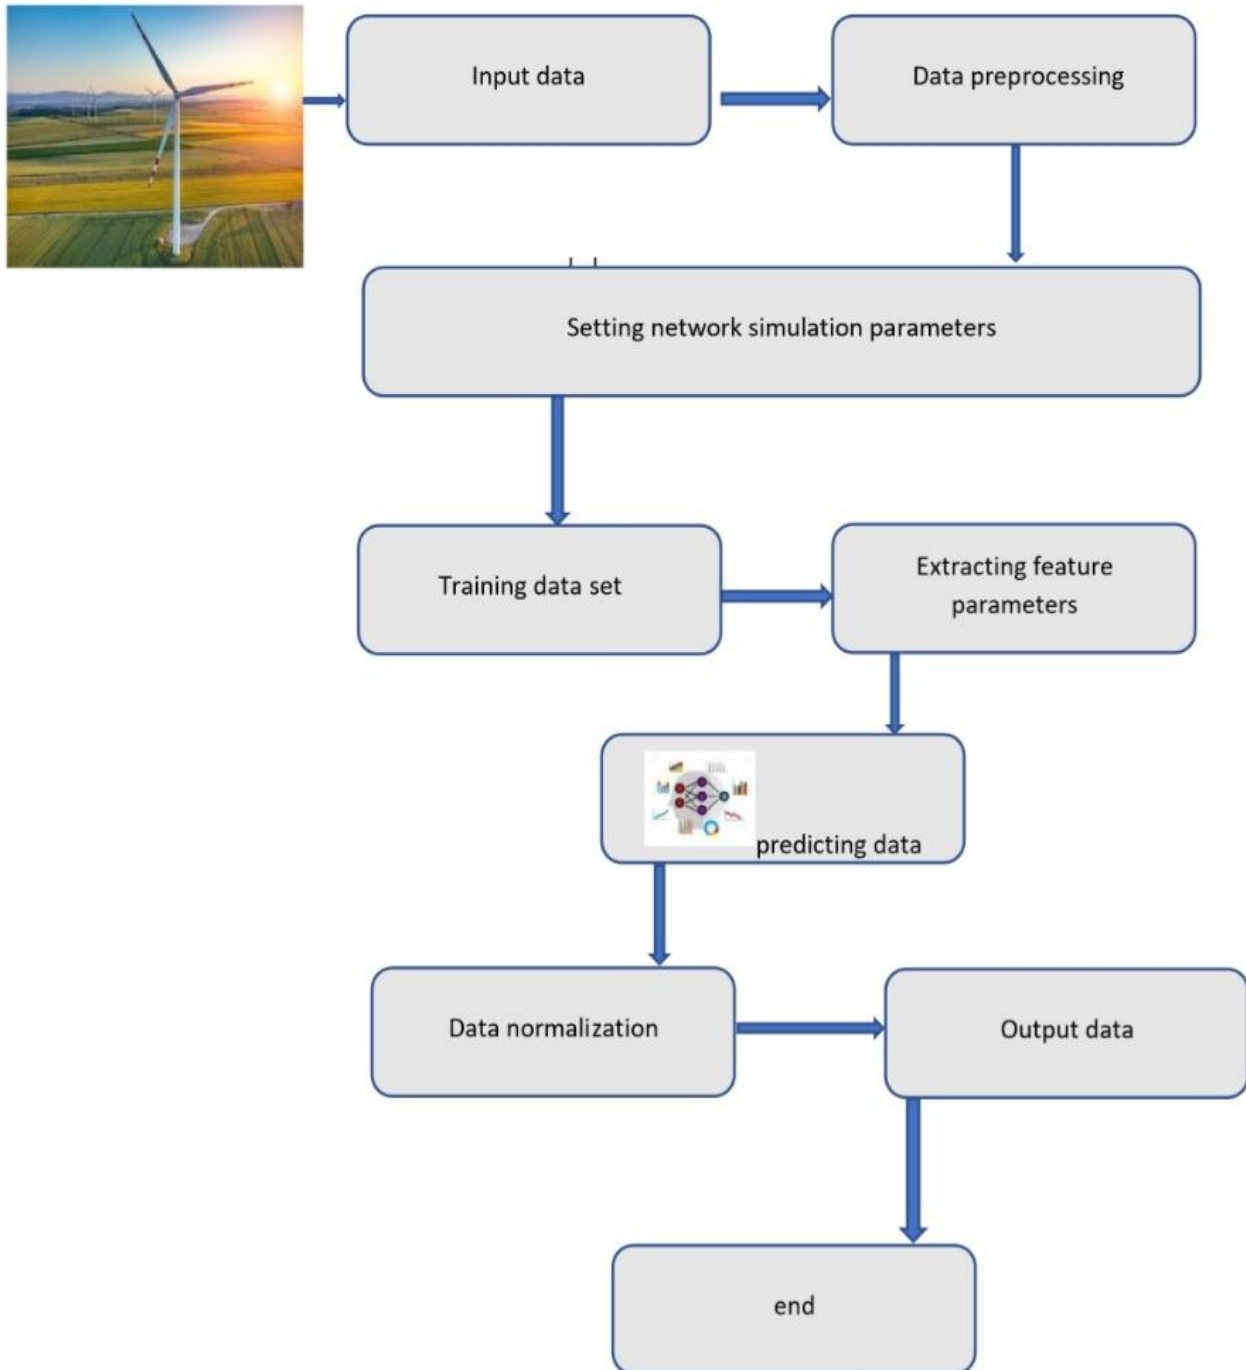 Input data
Data preprocessing
Setting network simulation parameters
Training data set
Extracting feature
parameters
predicting data
Data normalization
Output data
end